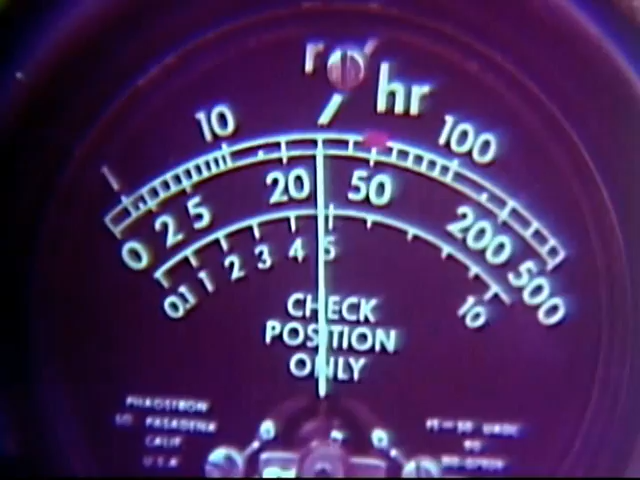 r / hr
1 10 100
0 2 5 20 50 200 500
0.1 1 2 3 4 5 10
CHECK
POSITION
ONLY
PHAOSTRON
SO. PASADENA
CALIF.
U.S.A.